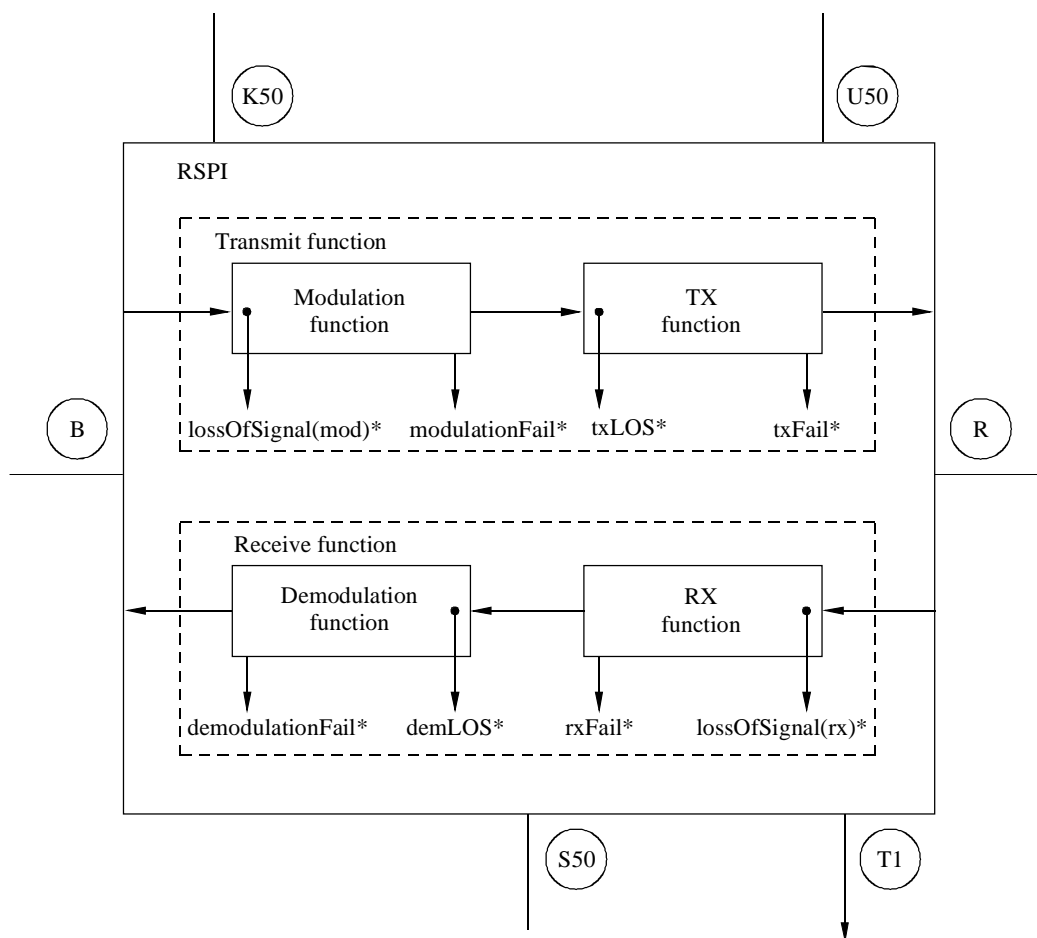 K50
U50
RSPI
Transmit function
Modulation
function
TX
function
lossOfSignal(mod)*
modulationFail*
txLOS*
txFail*
B
R
Receive function
Demodulation
function
RX
function
demodulationFail*
demLOS*
rxFail*
lossOfSignal(rx)*
S50
T1